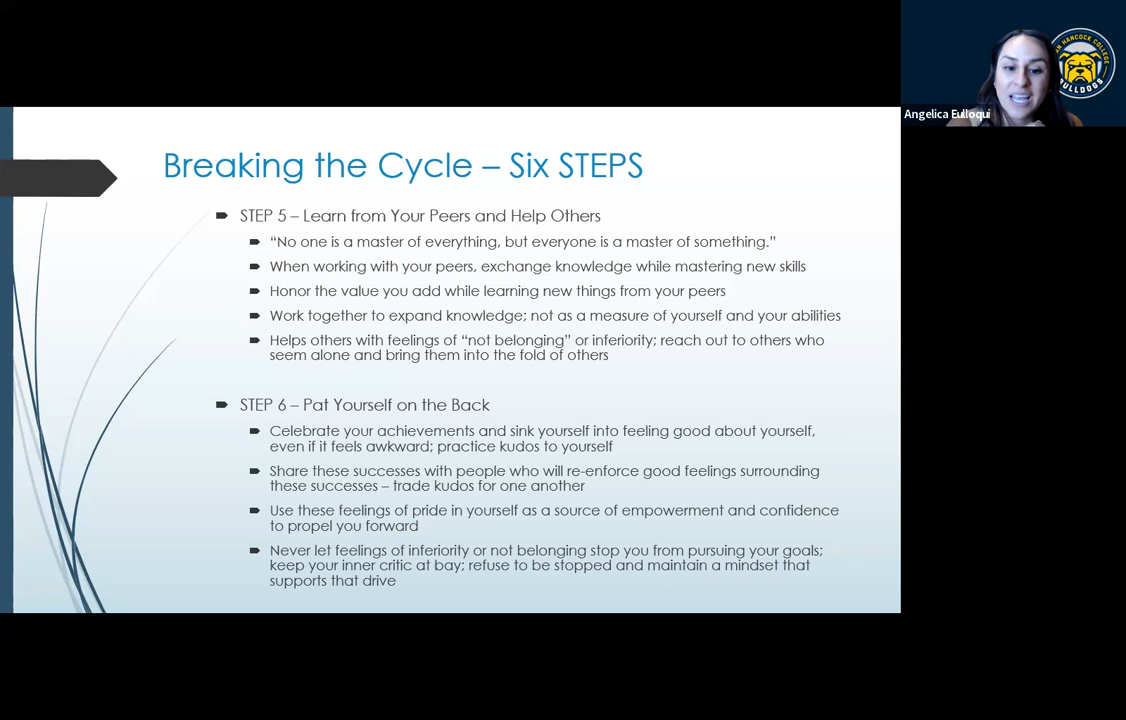 AN HANCOCK COLLEGE
BULLDOGS
Angelica Eulloqui
Breaking the Cycle – Six STEPS
STEP 5 – Learn from Your Peers and Help Others
“No one is a master of everything, but everyone is a master of something.”
When working with your peers, exchange knowledge while mastering new skills
Honor the value you add while learning new things from your peers
Work together to expand knowledge; not as a measure of yourself and your abilities
Helps others with feelings of “not belonging” or inferiority; reach out to others who
seem alone and bring them into the fold of others
STEP 6 – Pat Yourself on the Back
Celebrate your achievements and sink yourself into feeling good about yourself,
even if it feels awkward; practice kudos to yourself
Share these successes with people who will re-enforce good feelings surrounding
these successes – trade kudos for one another
Use these feelings of pride in yourself as a source of empowerment and confidence
to propel you forward
Never let feelings of inferiority or not belonging stop you from pursuing your goals;
keep your inner critic at bay; refuse to be stopped and maintain a mindset that
supports that drive